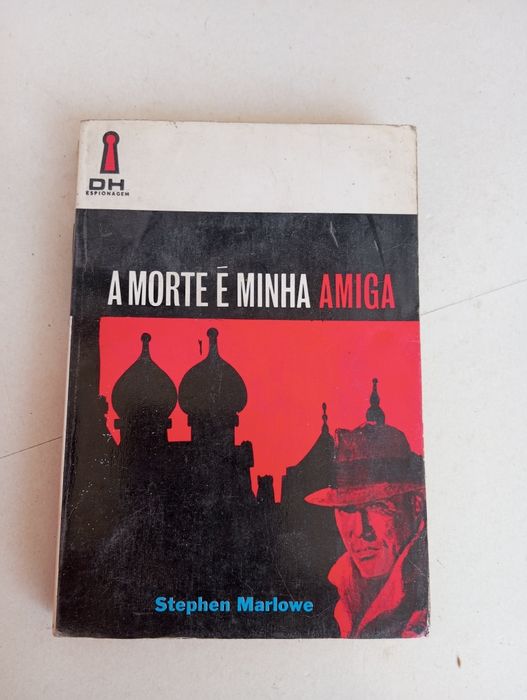 DH
ESPIONAGEM
A MORTE É MINHA AMIGA
Stephen Marlowe